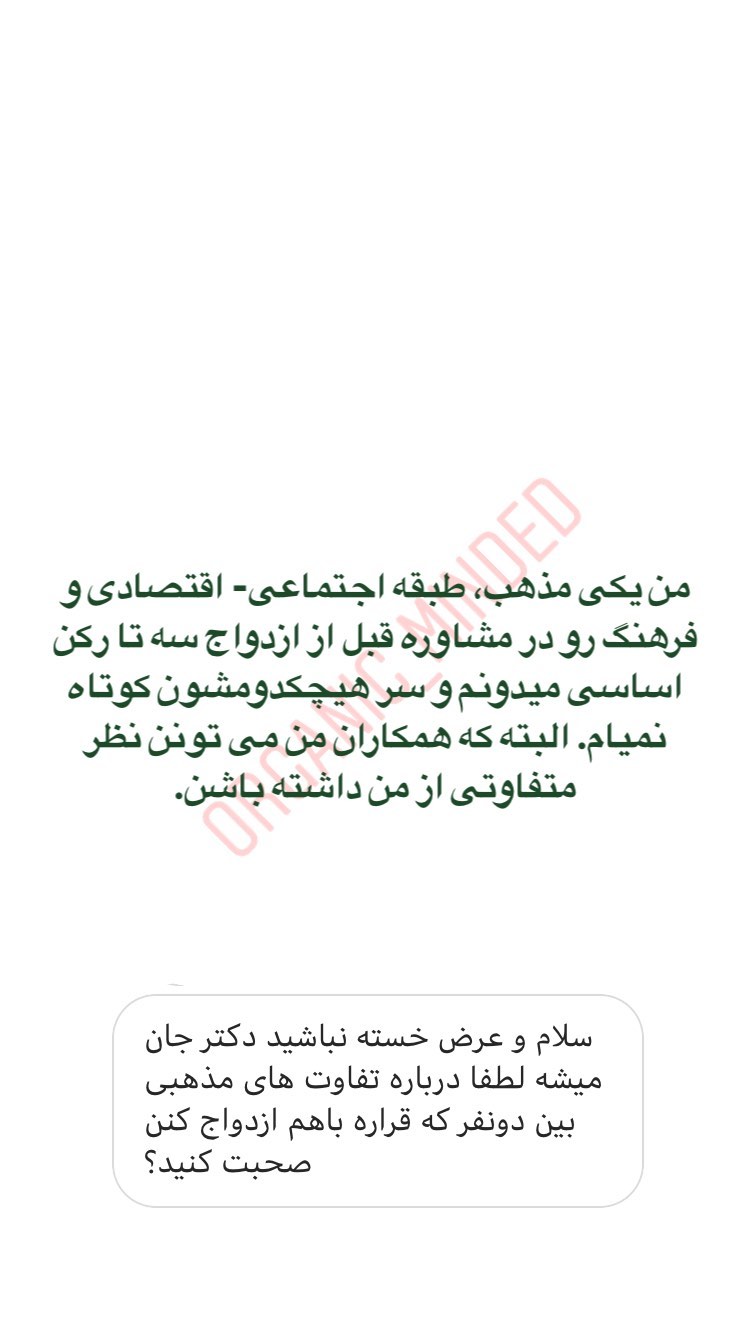 من یکی مذهب، طبقه اجتماعی- اقتصادی و
فرهنگ رو در مشاوره قبل از ازدواج سه تا رکن
اساسی میدونم و سر هیچکدومشون کوتاه
نمیام. البته که همکاران من می تونن نظر
متفاوتی از من داشته باشن.
ORGANIC_MINDED
سلام و عرض خسته نباشید دکتر جان
میشه لطفا درباره تفاوت های مذهبی
بین دونفر که قراره باهم ازدواج کنن
صحبت کنید؟